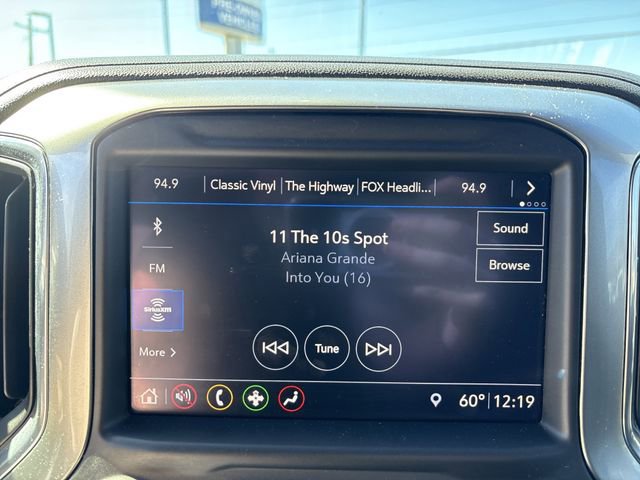 94.9 Classic Vinyl The Highway FOX Headli... 94.9
11 The 10s Spot
Ariana Grande
Into You (16)
Sound
Browse
FM
SiriusXM
More
Tune
60° 12:19